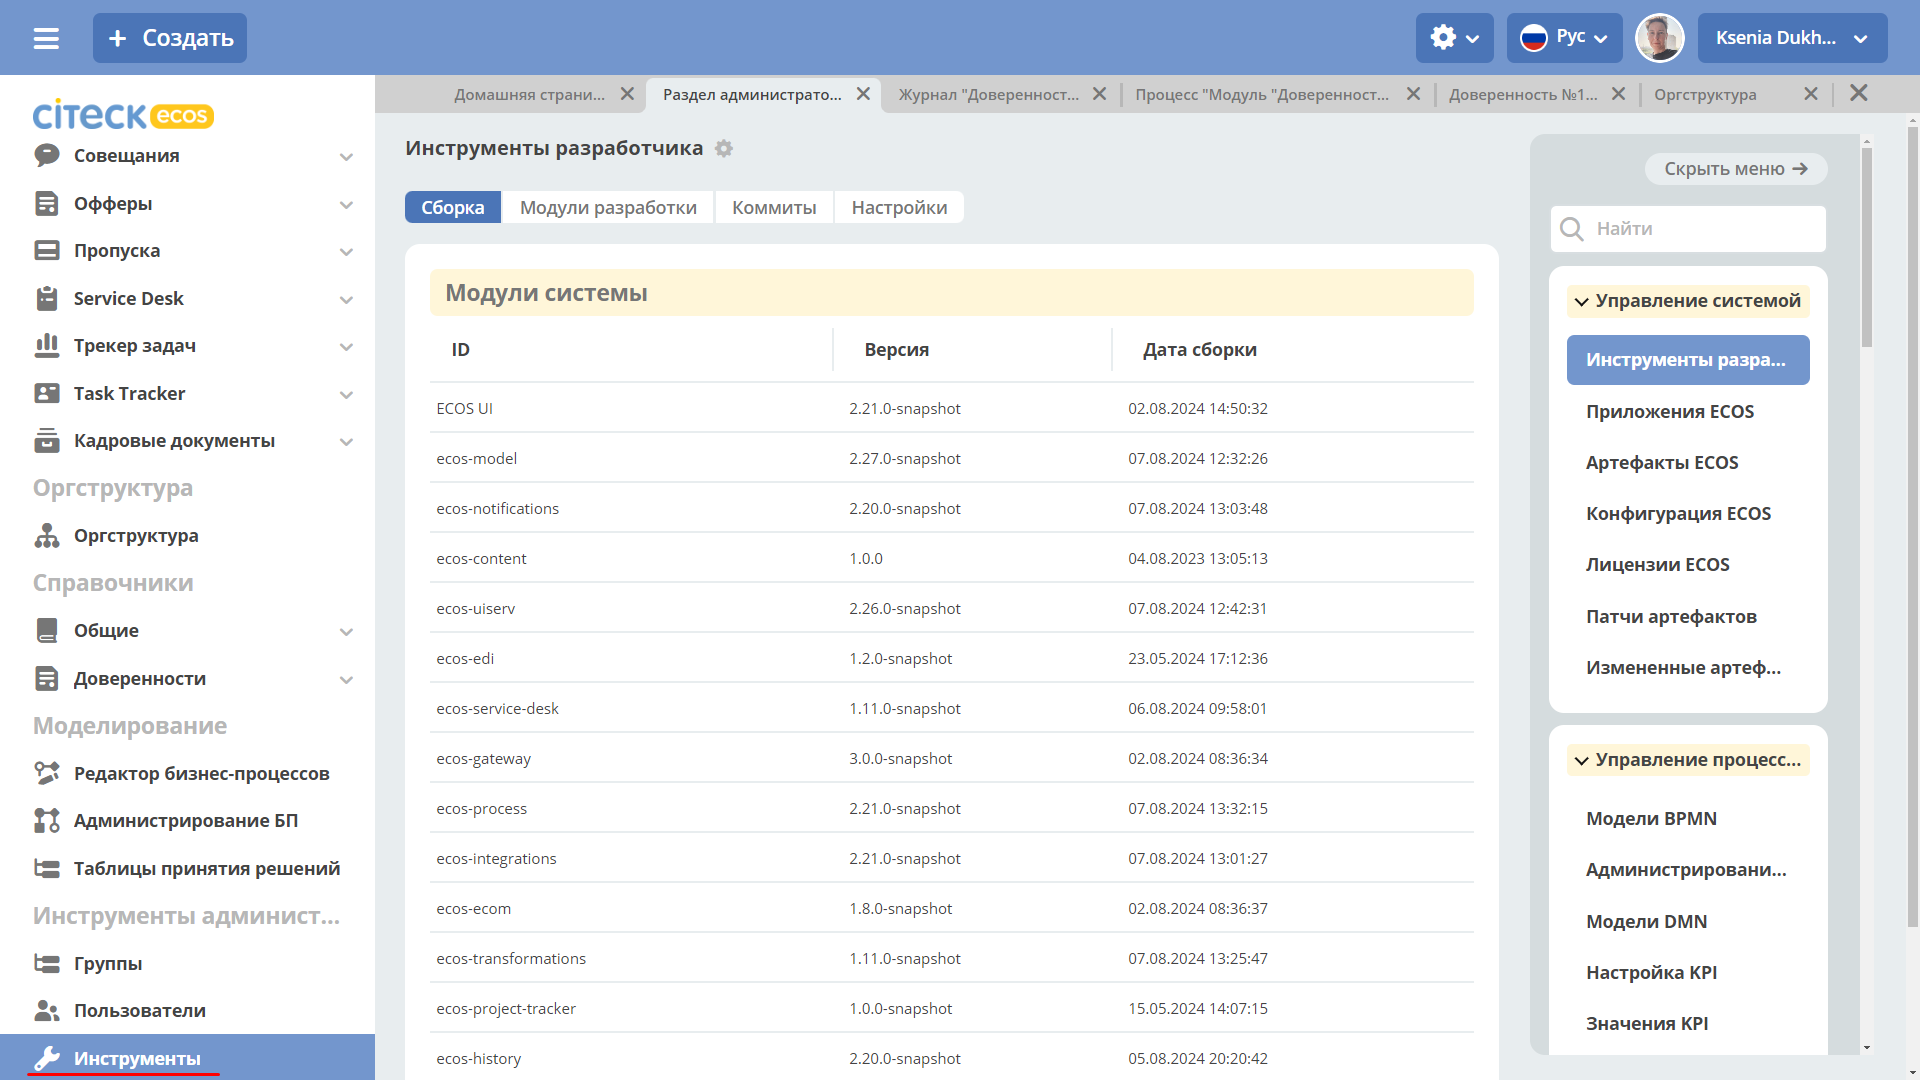 Создать
Рус
Ksenia Dukh...
Домашняя страни...
Раздел администрато...
Журнал "Доверенност...
Процесс "Модуль "Доверенност...
Доверенность №1...
Оргструктура
citeck ecos
Совещания
Офферы
Пропуска
Service Desk
Трекер задач
Task Tracker
Кадровые документы
Оргструктура
Оргструктура
Справочники
Общие
Доверенности
Моделирование
Редактор бизнес-процессов
Администрирование БП
Таблицы принятия решений
Инструменты админист...
Группы
Пользователи
Инструменты
Инструменты разработчика
Сборка Модули разработки Коммиты Настройки
Модули системы
ID Версия Дата сборки
ECOS UI 2.21.0-snapshot 02.08.2024 14:50:32
ecos-model 2.27.0-snapshot 07.08.2024 12:32:26
ecos-notifications 2.20.0-snapshot 07.08.2024 13:03:48
ecos-content 1.0.0 04.08.2023 13:05:13
ecos-uiserv 2.26.0-snapshot 07.08.2024 12:42:31
ecos-edi 1.2.0-snapshot 23.05.2024 17:12:36
ecos-service-desk 1.11.0-snapshot 06.08.2024 09:58:01
ecos-gateway 3.0.0-snapshot 02.08.2024 08:36:34
ecos-process 2.21.0-snapshot 07.08.2024 13:32:15
ecos-integrations 2.21.0-snapshot 07.08.2024 13:01:27
ecos-ecom 1.8.0-snapshot 02.08.2024 08:36:37
ecos-transformations 1.11.0-snapshot 07.08.2024 13:25:47
ecos-project-tracker 1.0.0-snapshot 15.05.2024 14:07:15
ecos-history 2.20.0-snapshot 05.08.2024 20:20:42
Скрыть меню
Найти
Управление системой
Инструменты разра...
Приложения ECOS
Артефакты ECOS
Конфигурация ECOS
Лицензии ECOS
Патчи артефактов
Измененные артеф...
Управление процесс...
Модели BPMN
Администрировани...
Модели DMN
Настройка KPI
Значения KPI